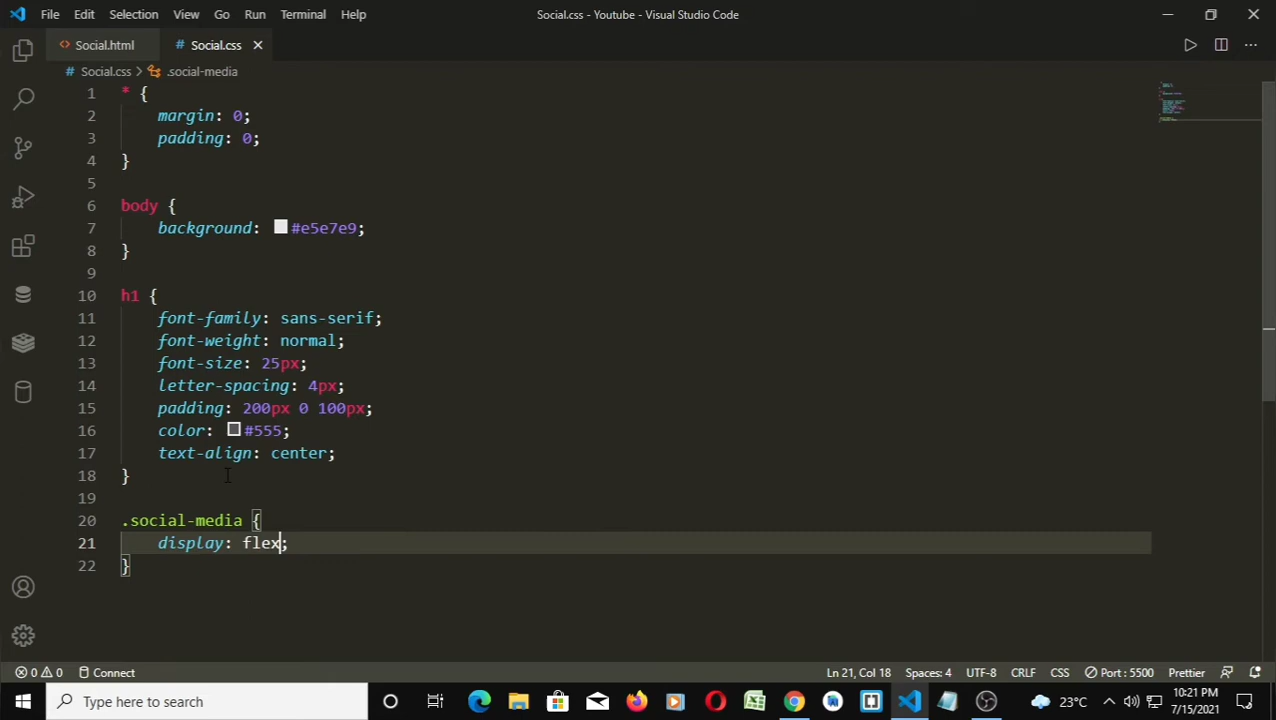 File Edit Selection View Go Run Terminal Help
Social.css - Youtube - Visual Studio Code
Social.html
Social.css
Social.css > .social-media
1 * {
2 margin: 0;
3 padding: 0;
4 }
5
6 body {
7 background: #e5e7e9;
8 }
9
10 h1 {
11 font-family: sans-serif;
12 font-weight: normal;
13 font-size: 25px;
14 letter-spacing: 4px;
15 padding: 200px 0 100px;
16 color: #555;
17 text-align: center;
18 }
19
20 .social-media {
21 display: flex;
22 }
0 0 Connect Ln 21, Col 18 Spaces: 4 UTF-8 CRLF CSS Port : 5500 Prettier
Type here to search
23°C
10:21 PM
7/15/2021